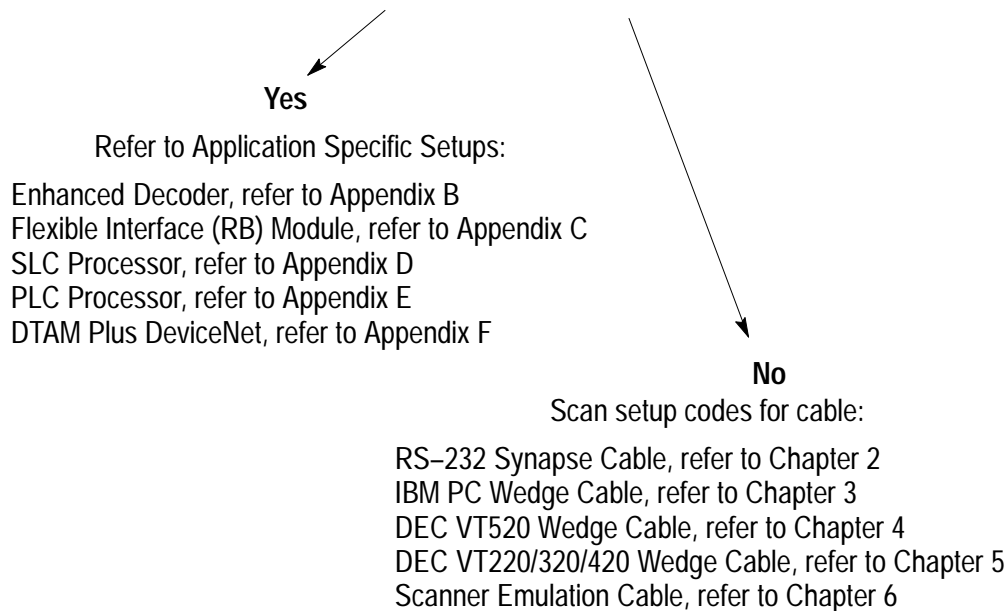 Yes
Refer to Application Specific Setups:
Enhanced Decoder, refer to Appendix B
Flexible Interface (RB) Module, refer to Appendix C
SLC Processor, refer to Appendix D
PLC Processor, refer to Appendix E
DTAM Plus DeviceNet, refer to Appendix F
No
Scan setup codes for cable:
RS–232 Synapse Cable, refer to Chapter 2
IBM PC Wedge Cable, refer to Chapter 3
DEC VT520 Wedge Cable, refer to Chapter 4
DEC VT220/320/420 Wedge Cable, refer to Chapter 5
Scanner Emulation Cable, refer to Chapter 6